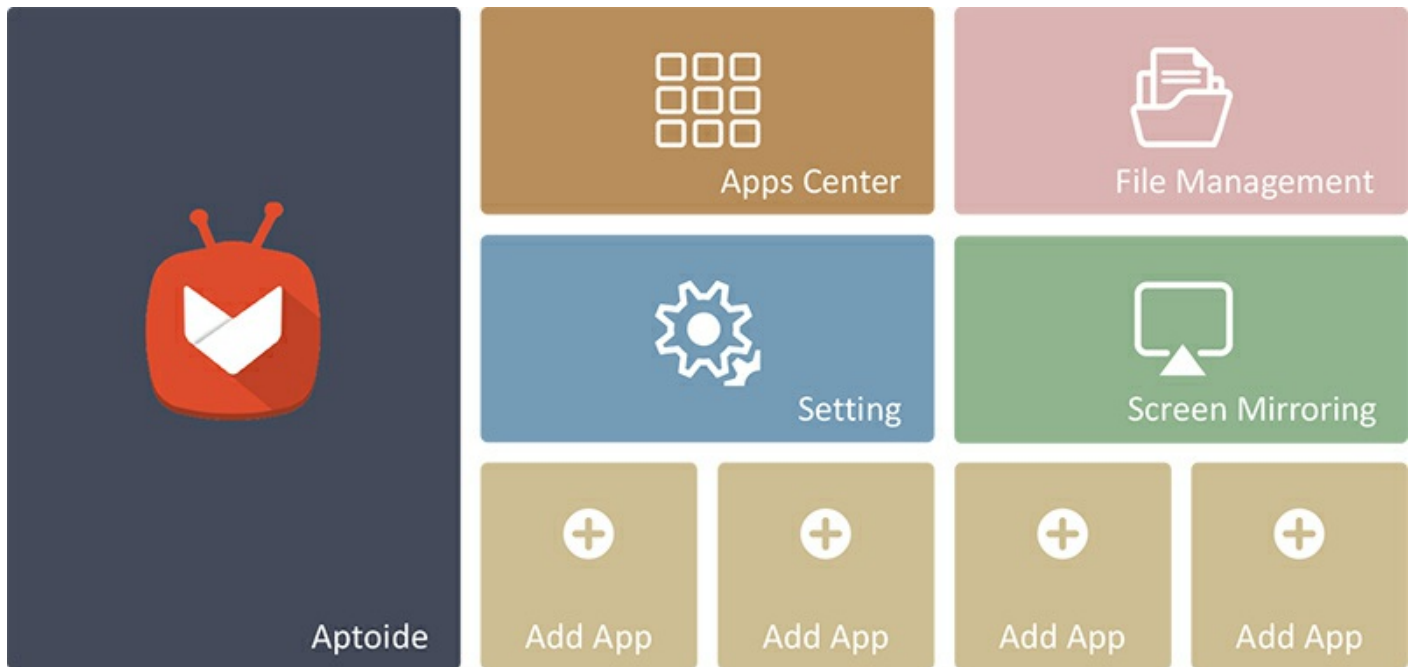 Apps Center
File Management
Setting
Screen Mirroring
Aptoide
Add App
Add App
Add App
Add App